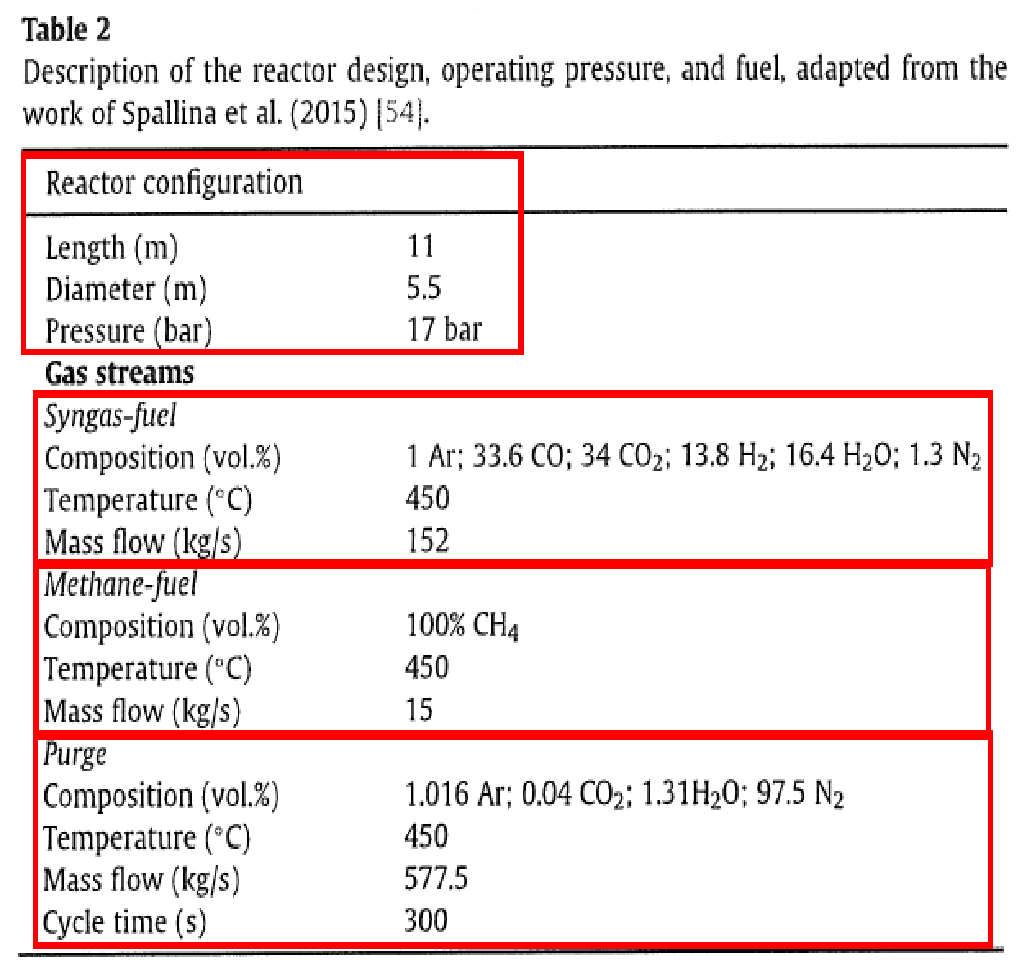 Table 2
Description of the reactor design, operating pressure, and fuel, adapted from the
work of Spallina et al. (2015) [54].
Reactor configuration
Length (m) 11
Diameter (m) 5.5
Pressure (bar) 17 bar
Gas streams
Syngas-fuel
Composition (vol.%) 1 Ar; 33.6 CO; 34 CO₂; 13.8 H₂; 16.4 H₂O; 1.3 N₂
Temperature (°C) 450
Mass flow (kg/s) 152
Methane-fuel
Composition (vol.%) 100% CH₄
Temperature (°C) 450
Mass flow (kg/s) 15
Purge
Composition (vol.%) 1.016 Ar; 0.04 CO₂; 1.31H₂O; 97.5 N₂
Temperature (°C) 450
Mass flow (kg/s) 577.5
Cycle time (s) 300